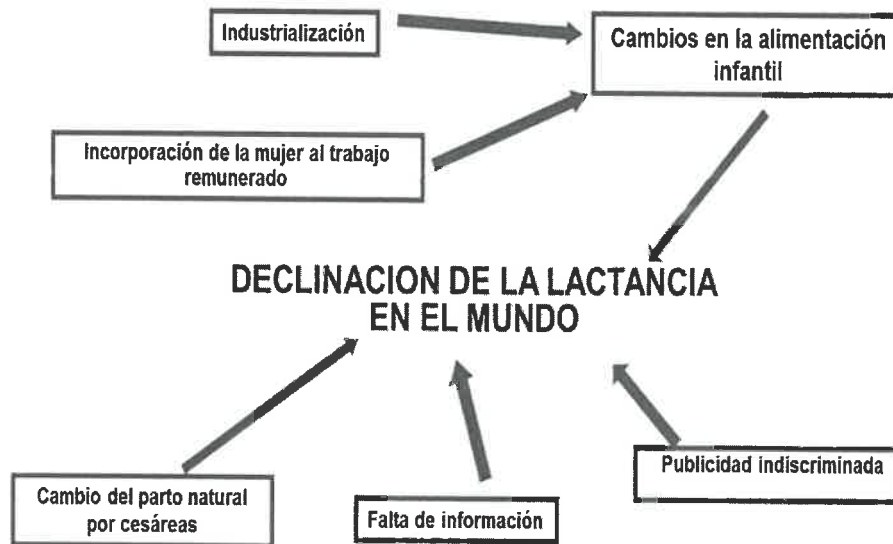 Industrialización
Cambios en la alimentación
infantil
Incorporación de la mujer al trabajo
remunerado
DECLINACION DE LA LACTANCIA
EN EL MUNDO
Cambio del parto natural
por cesáreas
Falta de información
Publicidad indiscriminada